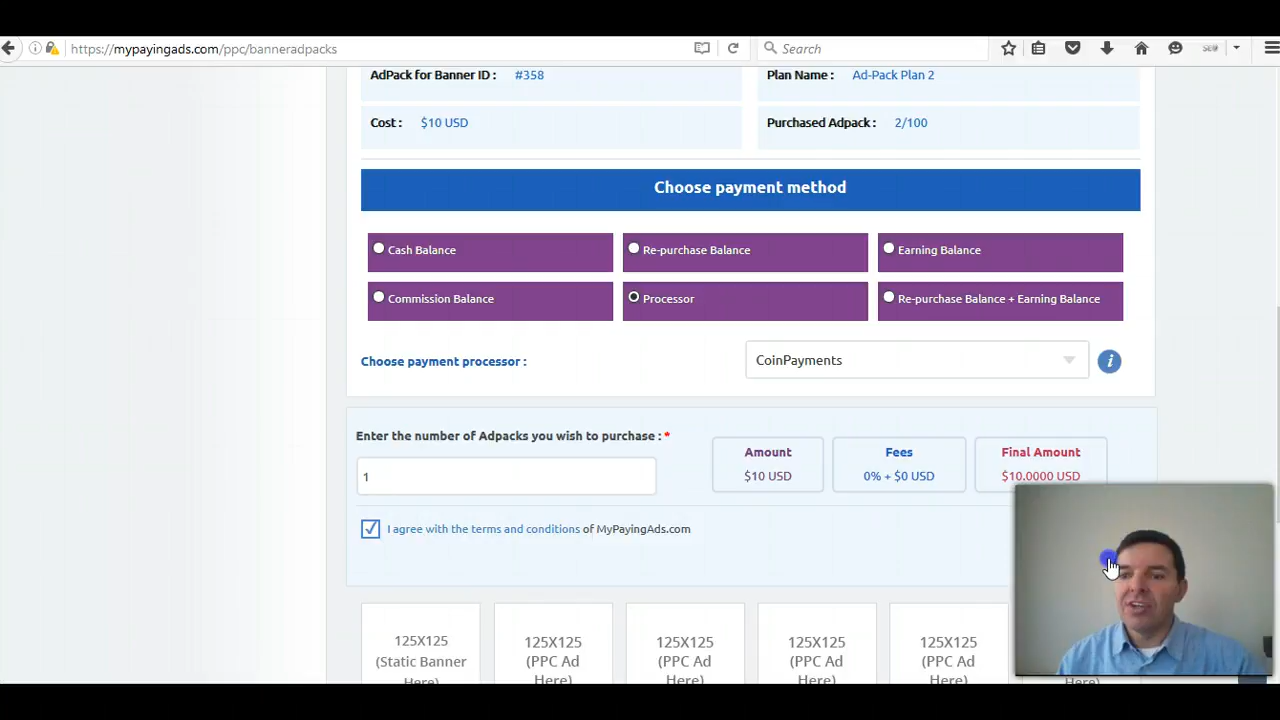 https://mypayingads.com/ppc/banneradpacks
Search
AdPack for Banner ID : #358
Plan Name : Ad-Pack Plan 2
Cost : $10 USD
Purchased Adpack : 2/100
Choose payment method
Cash Balance
Re-purchase Balance
Earning Balance
Commission Balance
Processor
Re-purchase Balance + Earning Balance
Choose payment processor :
CoinPayments
i
Enter the number of Adpacks you wish to purchase : *
1
Amount
$10 USD
Fees
0% + $0 USD
Final Amount
$10.0000 USD
I agree with the terms and conditions of MyPayingAds.com
125X125
(Static Banner
Here)
125X125
(PPC Ad
Here)
125X125
(PPC Ad
Here)
125X125
(PPC Ad
Here)
125X125
(PPC Ad
Here)
Here)